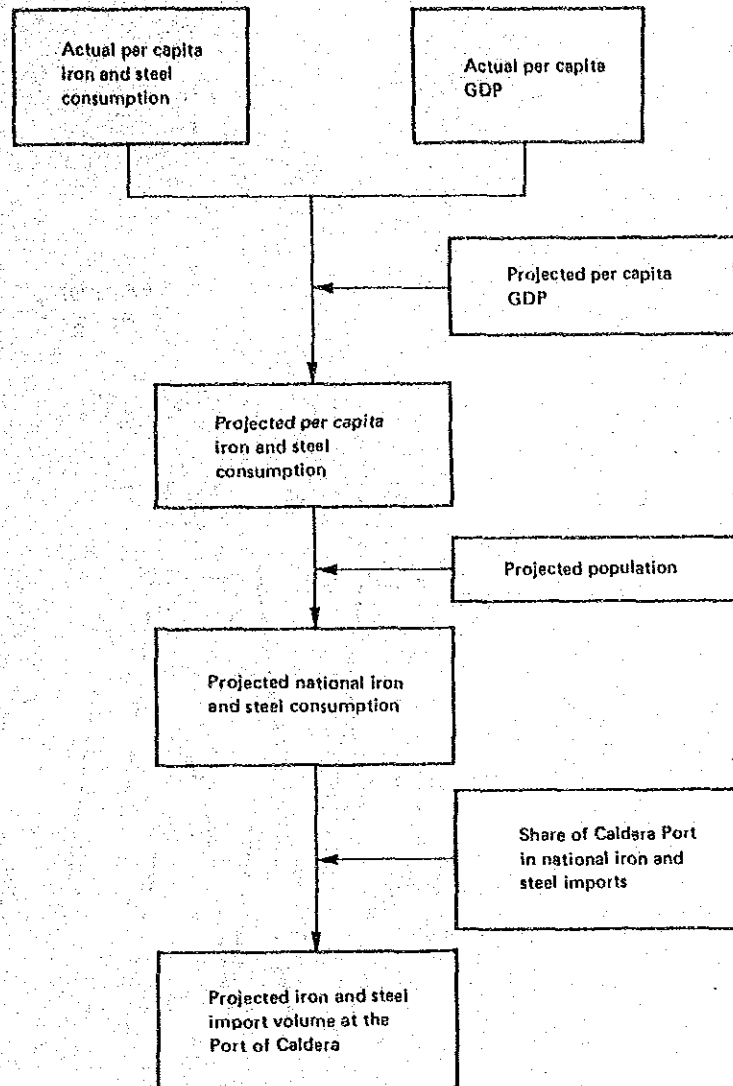 Actual per capita
iron and steel
consumption
Actual per capita
GDP
Projected per capita
GDP
Projected per capita
iron and steel
consumption
Projected population
Projected national iron
and steel consumption
Share of Caldera Port
in national iron and
steel imports
Projected iron and steel
import volume at the
Port of Caldera